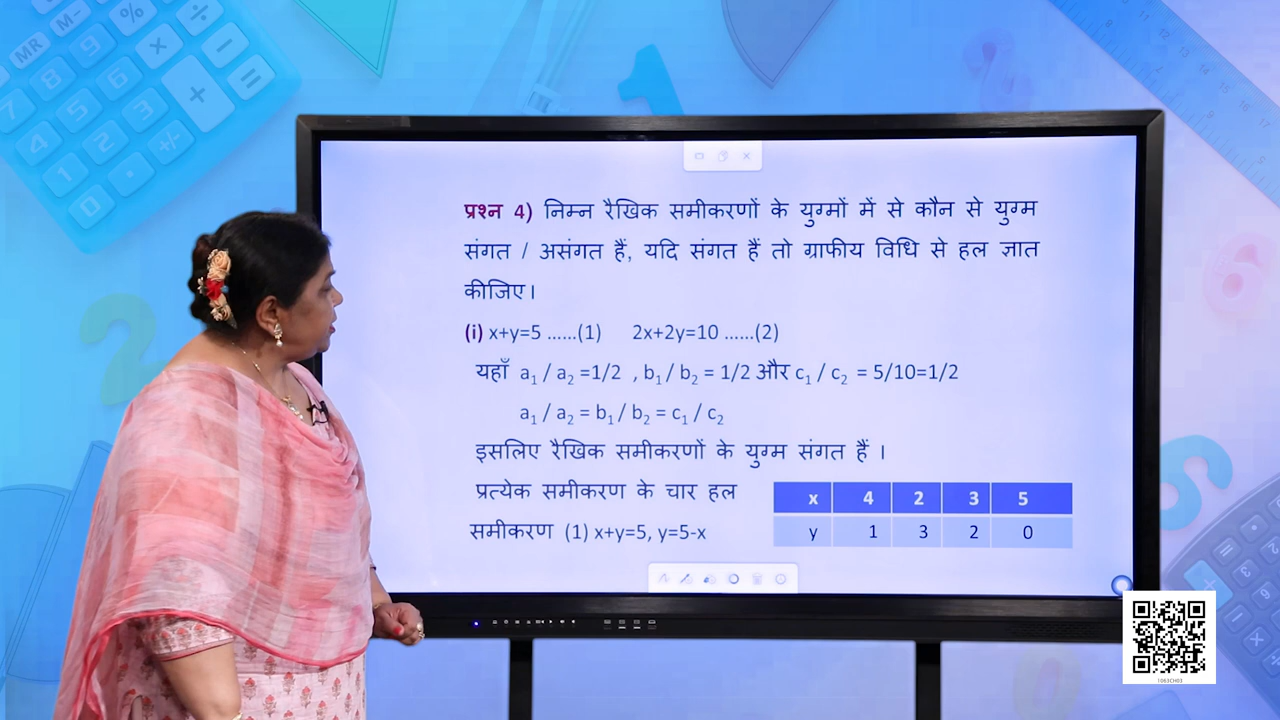 प्रश्न 4) निम्न रैखिक समीकरणों के युग्मों में से कौन से युग्म
संगत / असंगत हैं, यदि संगत हैं तो ग्राफीय विधि से हल ज्ञात
कीजिए।
(i) x+y=5 ......(1) 2x+2y=10 ......(2)
यहाँ a₁ / a₂ =1/2 , b₁ / b₂ = 1/2 और c₁ / c₂ = 5/10=1/2
a₁ / a₂ = b₁ / b₂ = c₁ / c₂
इसलिए रैखिक समीकरणों के युग्म संगत हैं ।
प्रत्येक समीकरण के चार हल
समीकरण (1) x+y=5, y=5-x
x 4 2 3 5
y 1 3 2 0
1063CH03